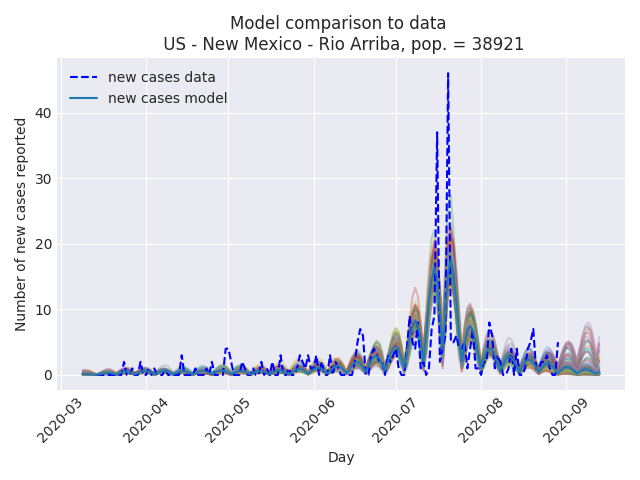 Model comparison to data
US - New Mexico - Rio Arriba, pop. = 38921
new cases data
new cases model
Number of new cases reported
40
30
20
10
0
2020-03
2020-04
2020-05
2020-06
2020-07
2020-08
2020-09
Day